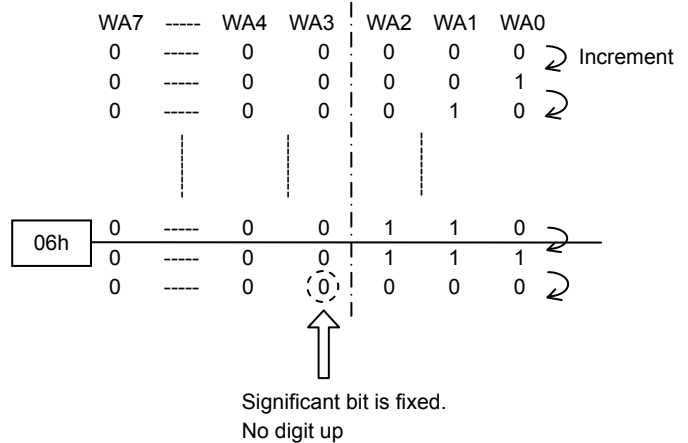 WA7 ----- WA4 WA3 WA2 WA1 WA0
0 ----- 0 0 0 0 0
Increment
0 ----- 0 0 0 0 1
0 ----- 0 0 0 1 0
0 ----- 0 0 1 1 0
06h
0 ----- 0 0 1 1 1
0 ----- 0 0 0 0 0
Significant bit is fixed.
No digit up